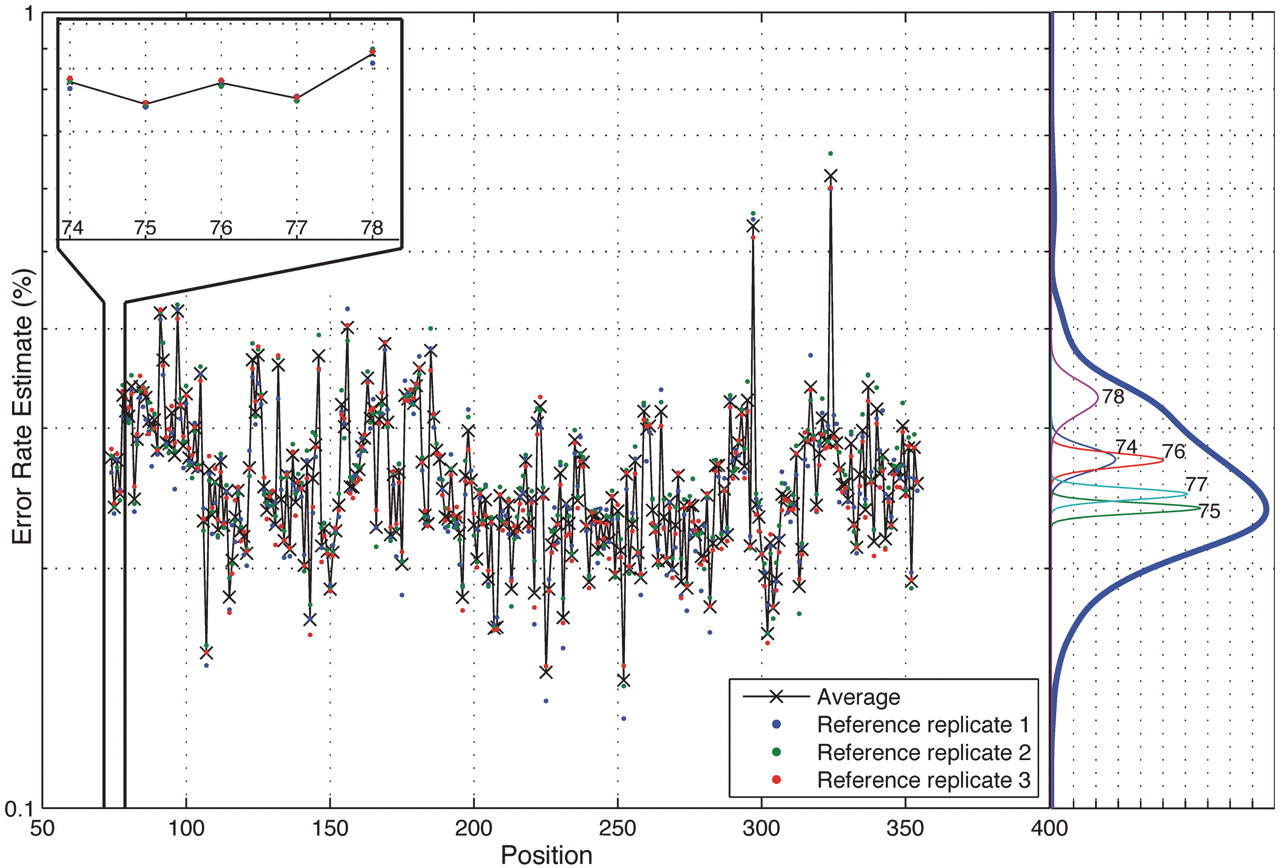 1
74 75 76 77 78
Error Rate Estimate (%)
78
74 76
77
75
Average
Reference replicate 1
Reference replicate 2
Reference replicate 3
0.1
50 100 150 200 250 300 350 400
Position